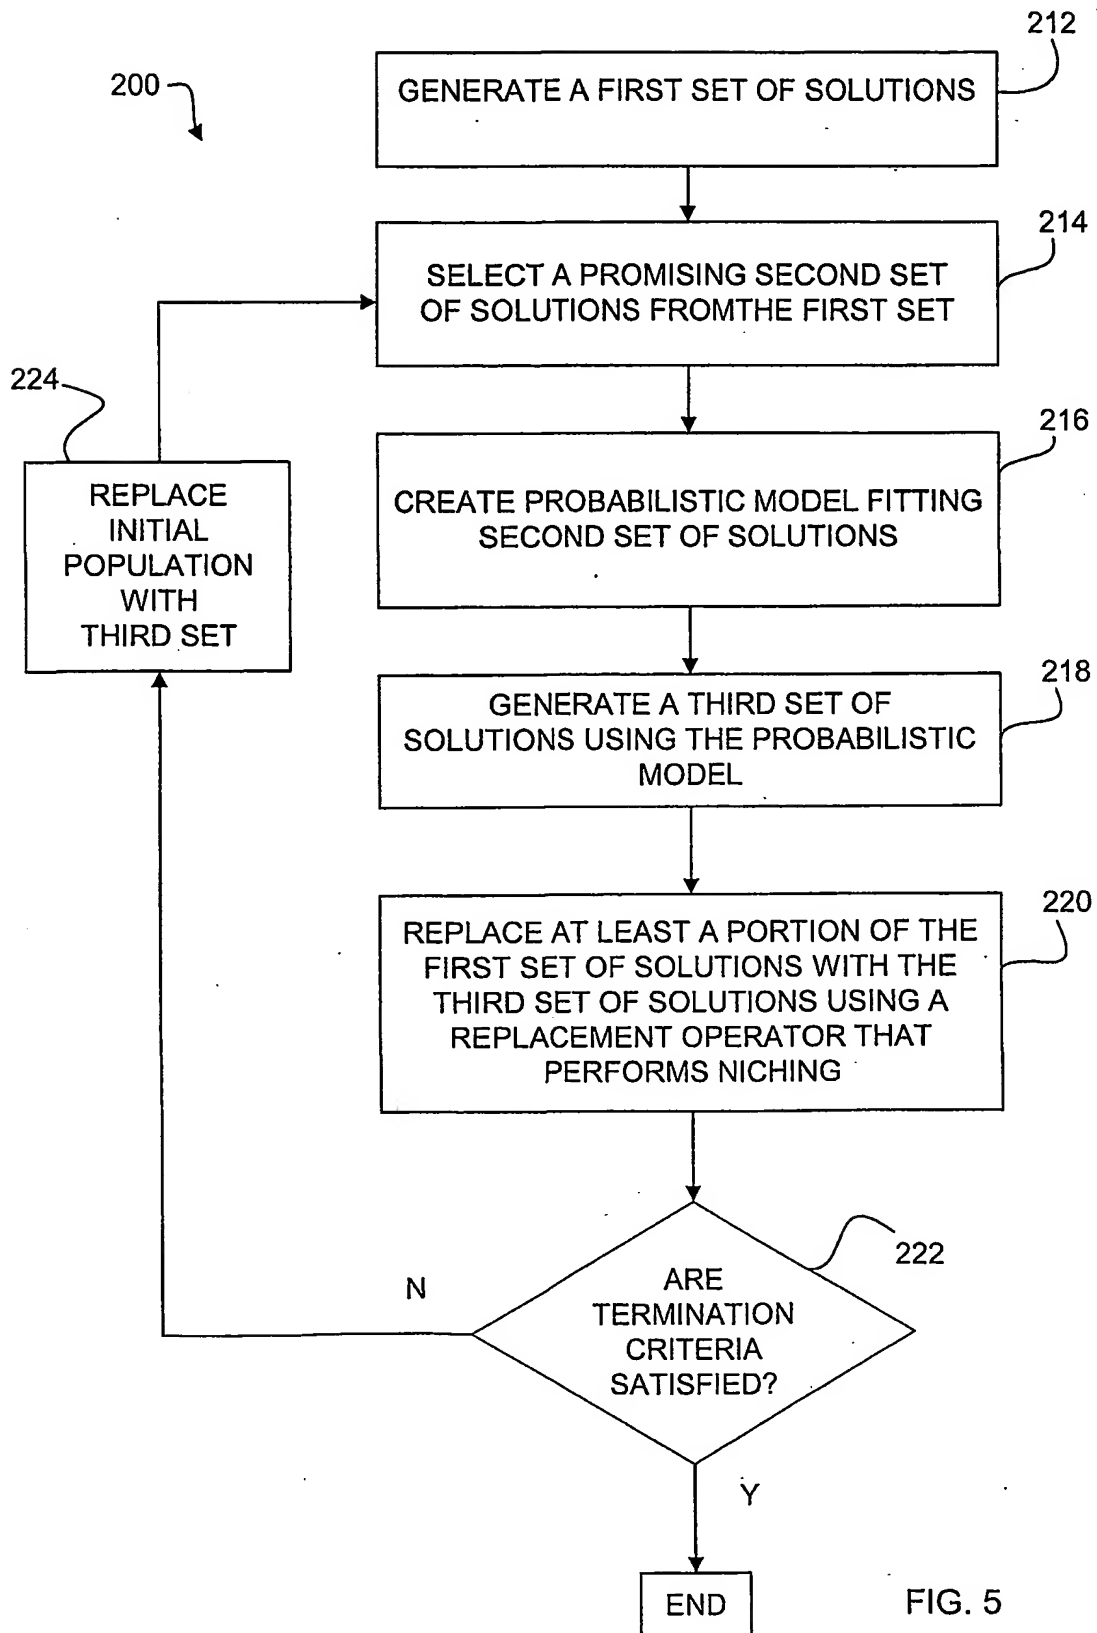 212
200
GENERATE A FIRST SET OF SOLUTIONS
214
SELECT A PROMISING SECOND SET
OF SOLUTIONS FROMTHE FIRST SET
224
216
REPLACE
INITIAL
POPULATION
WITH
THIRD SET
CREATE PROBABILISTIC MODEL FITTING
SECOND SET OF SOLUTIONS
218
GENERATE A THIRD SET OF
SOLUTIONS USING THE PROBABILISTIC
MODEL
220
REPLACE AT LEAST A PORTION OF THE
FIRST SET OF SOLUTIONS WITH THE
THIRD SET OF SOLUTIONS USING A
REPLACEMENT OPERATOR THAT
PERFORMS NICHING
222
N
ARE
TERMINATION
CRITERIA
SATISFIED?
Y
END
FIG. 5